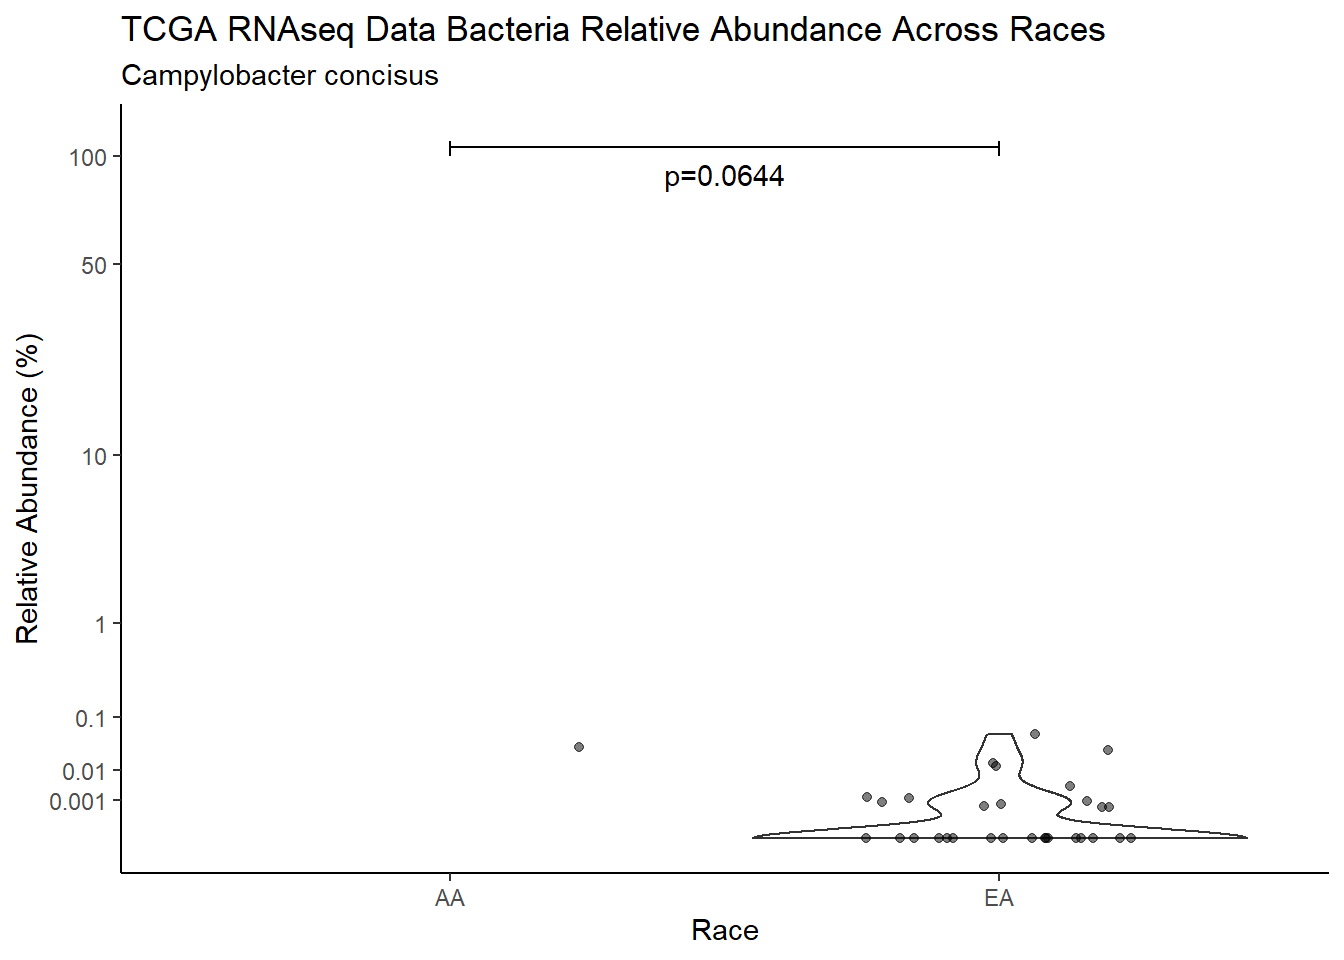 TCGA RNAseq Data Bacteria Relative Abundance Across Races
Campylobacter concisus
p=0.0644
100
50
10
1
0.1
0.01
0.001
Relative Abundance (%)
AA
EA
Race